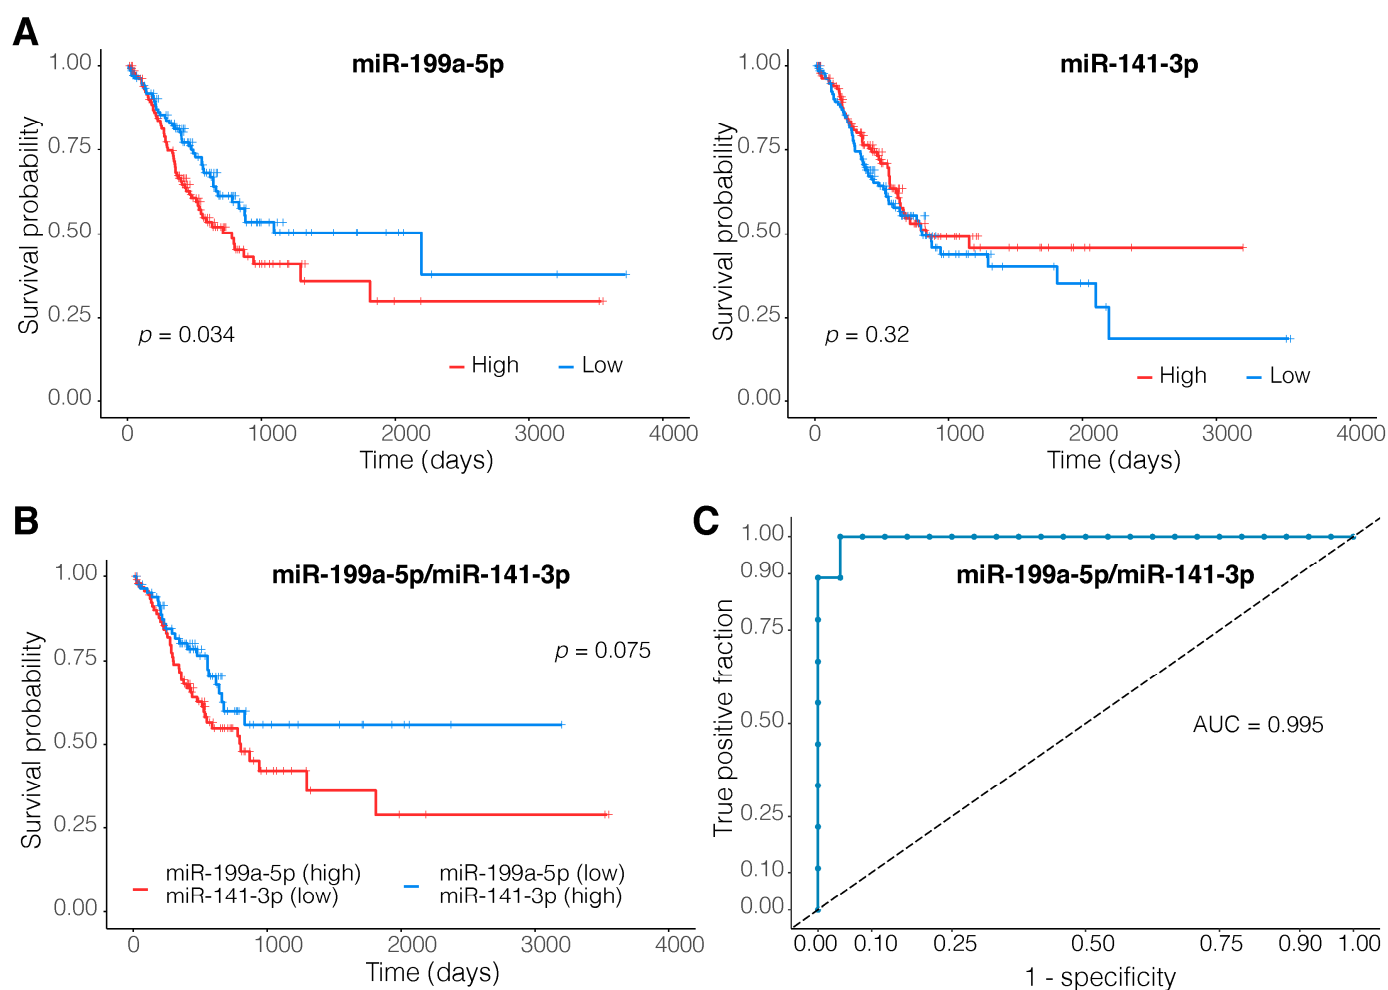 A
miR-199a-5p
1.00
0.75
0.50
0.25
0.00
Survival probability
p = 0.034
High Low
0 1000 2000 3000 4000
Time (days)
miR-141-3p
1.00
0.75
0.50
0.25
0.00
Survival probability
p = 0.32
High Low
0 1000 2000 3000 4000
Time (days)
B
miR-199a-5p/miR-141-3p
1.00
0.75
0.50
0.25
0.00
Survival probability
p = 0.075
miR-199a-5p (high)
miR-141-3p (low)
miR-199a-5p (low)
miR-141-3p (high)
0 1000 2000 3000 4000
Time (days)
C
miR-199a-5p/miR-141-3p
1.00
0.90
0.75
0.50
0.25
0.10
0.00
True positive fraction
AUC = 0.995
0.00 0.10 0.25 0.50 0.75 0.90 1.00
1 - specificity